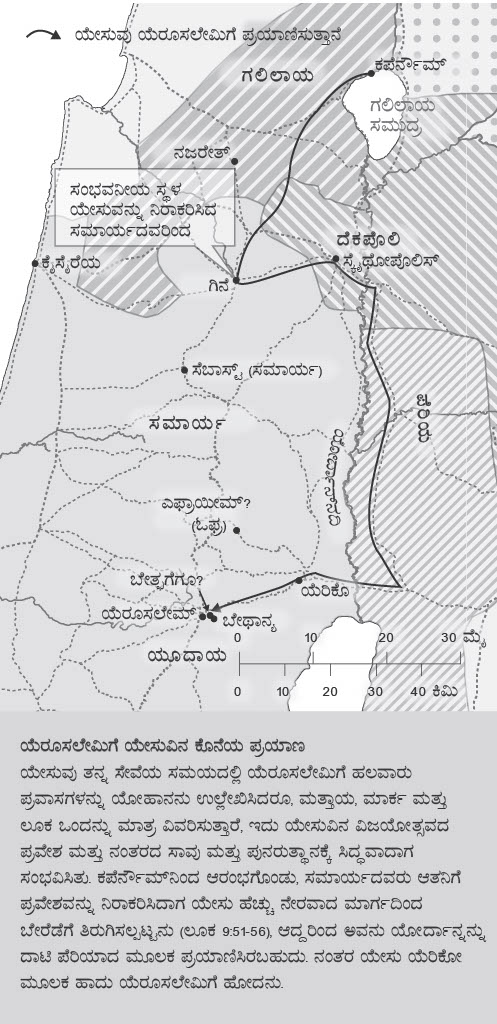 ಯೇಸುವು ಯೆರೂಸಲೇಮಿಗೆ ಪ್ರಯಾಣಿಸುತ್ತಾನೆ
ಕಪೆರ್ನೌಮ್
ಗಲಿಲಾಯ
ಗಲಿಲಾಯ
ಸಮುದ್ರ
ನಜರೇತ್
ಸಂಭವನೀಯ ಸ್ಥಳ
ಯೇಸುವನ್ನು ನಿರಾಕರಿಸಿದ
ಸಮಾರ್ಯದವರಿಂದ
ದೆಕಪೊಲಿ
ಸ್ಕೈಥೋಪೊಲಿಸ್
ಕೈಸೈರೆಯ
ಗಿನೆ
ಸೆಬಾಸ್ಟ್ (ಸಮಾರ್ಯ)
ಸಮಾರ್ಯ
ಪೆರಿಯ
ಯೊರ್ದಾನ್ ನದಿ
ಎಫ್ರಾಯೀಮ್?
(ಓಫ್ರ)
ಬೇತ್ಫಗೆಗೂ?
ಯೆರಿಕೊ
ಯೆರೂಸಲೇಮ್
ಬೇಥಾನ್ಯ
ಯೂದಾಯ
0 10 20 30 ಮೈ
0 10 20 30 40 ಕಿಮಿ
ಯೆರೂಸಲೇಮಿಗೆ ಯೇಸುವಿನ ಕೊನೆಯ ಪ್ರಯಾಣ
ಯೇಸುವು ತನ್ನ ಸೇವೆಯ ಸಮಯದಲ್ಲಿ ಯೆರೂಸಲೇಮಿಗೆ ಹಲವಾರು
ಪ್ರವಾಸಗಳನ್ನು ಯೋಹಾನನು ಉಲ್ಲೇಖಿಸಿದರೂ, ಮತ್ತಾಯ, ಮಾರ್ಕ ಮತ್ತು
ಲೂಕ ಒಂದನ್ನು ಮಾತ್ರ ವಿವರಿಸುತ್ತಾರೆ, ಇದು ಯೇಸುವಿನ ವಿಜಯೋತ್ಸವದ
ಪ್ರವೇಶ ಮತ್ತು ನಂತರದ ಸಾವು ಮತ್ತು ಪುನರುತ್ಥಾನಕ್ಕೆ ಸಿದ್ಧವಾದಾಗ
ಸಂಭವಿಸಿತು. ಕಪೆರ್ನೌಮ್‌ನಿಂದ ಆರಂಭಗೊಂಡು, ಸಮಾರ್ಯದವರು ಆತನಿಗೆ
ಪ್ರವೇಶವನ್ನು ನಿರಾಕರಿಸಿದಾಗ ಯೇಸು ಹೆಚ್ಚು ನೇರವಾದ ಮಾರ್ಗದಿಂದ
ಬೇರೆಡೆಗೆ ತಿರುಗಿಸಲ್ಪಟ್ಟನು (ಲೂಕ 9:51-56), ಆದ್ದರಿಂದ ಅವನು ಯೋರ್ದಾನ್ನನ್ನು
ದಾಟಿ ಪೆರಿಯಾದ ಮೂಲಕ ಪ್ರಯಾಣಿಸಿರಬಹುದು. ನಂತರ ಯೇಸು ಯೆರಿಕೋ
ಮೂಲಕ ಹಾದು ಯೆರೂಸಲೇಮಿಗೆ ಹೋದನು.